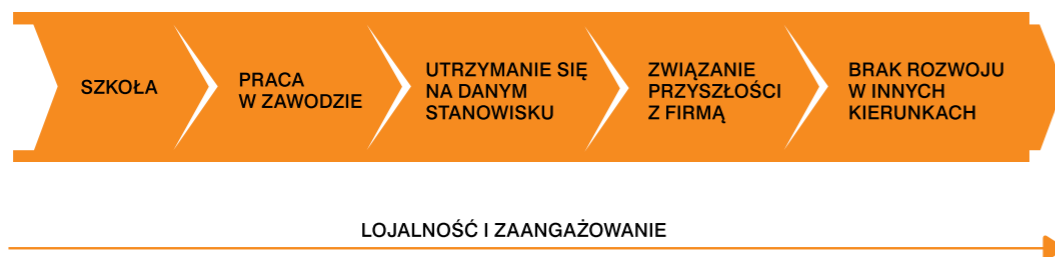 SZKOŁA
PRACA
W ZAWODZIE
UTRZYMANIE SIĘ
NA DANYM
STANOWISKU
ZWIĄZANIE
PRZYSZŁOŚCI
Z FIRMĄ
BRAK ROZWOJU
W INNYCH
KIERUNKACH
LOJALNOŚĆ I ZAANGAŻOWANIE